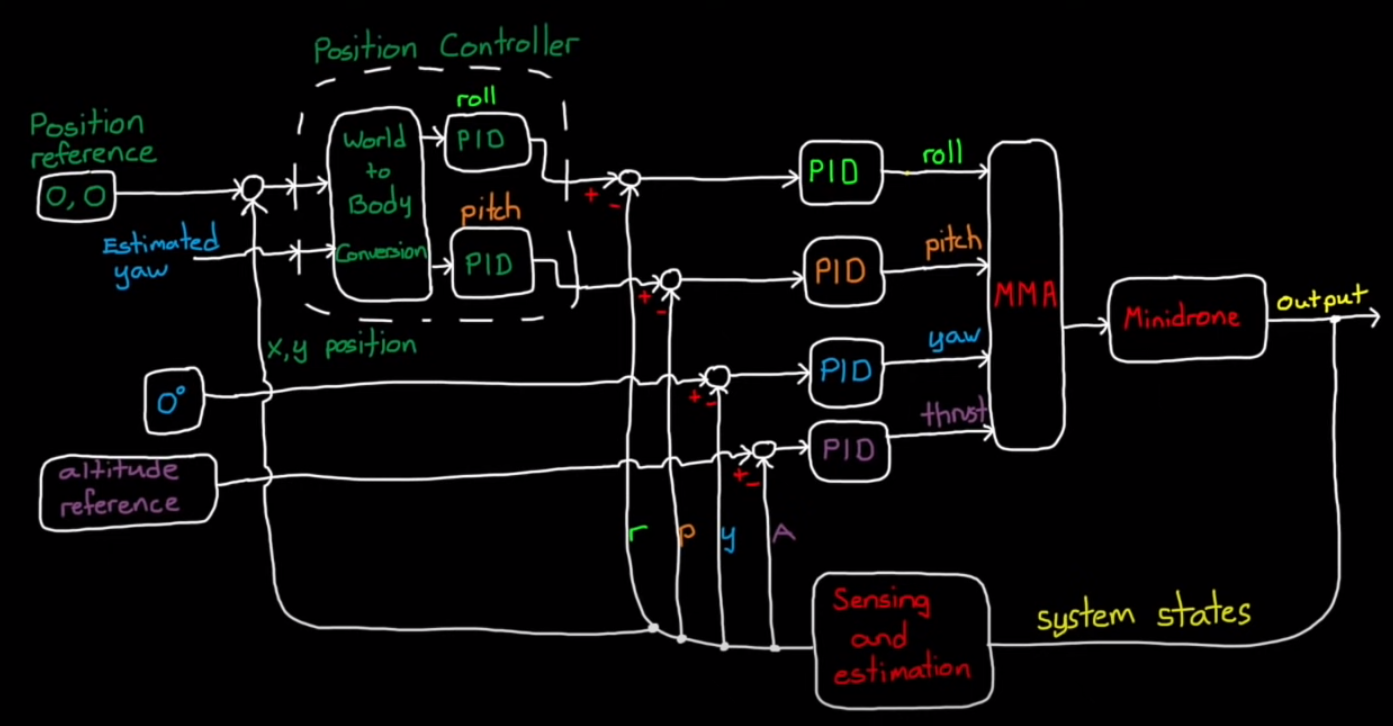 Position Controller
Position
reference
0,0
Estimated
yaw
World
to
Body
Conversion
roll
PID
pitch
PID
x,y position
0°
altitude
reference
+
-
+
-
+
-
+
-
PID
roll
PID
pitch
PID
yaw
PID
thrust
MMA
Minidrone
output
r
p
y
A
Sensing
and
estimation
system states